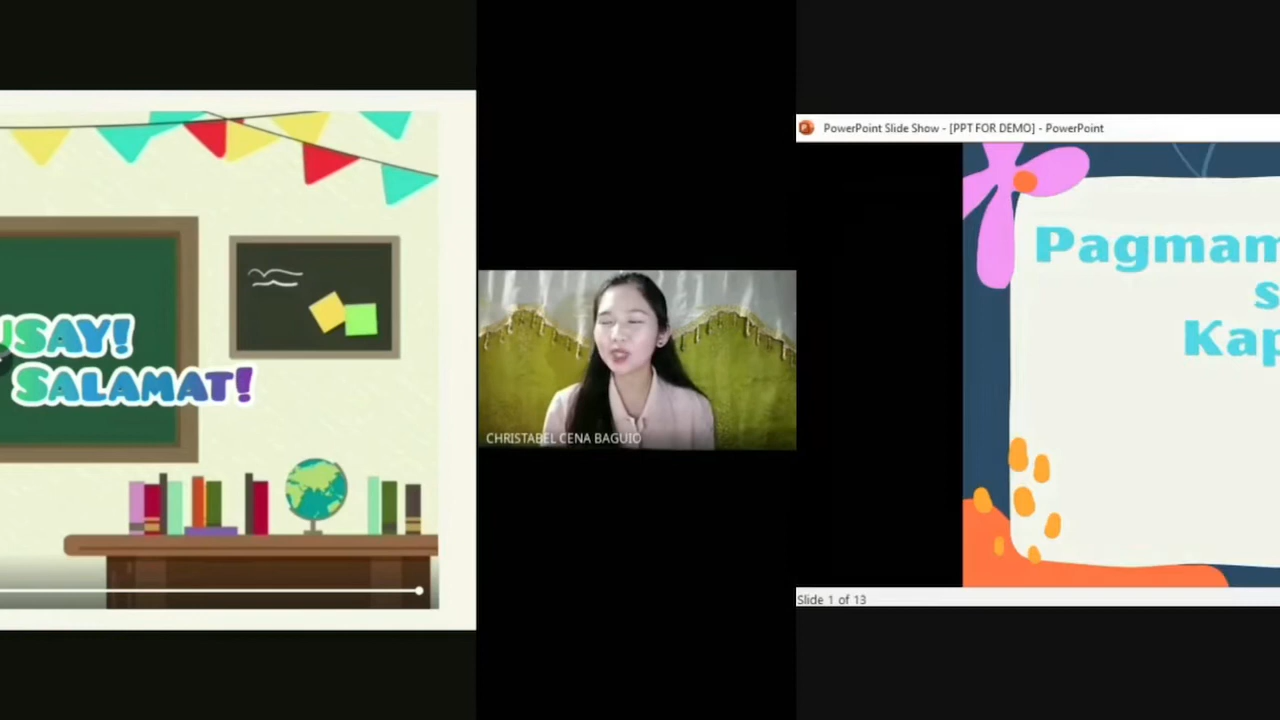 USAY!
SALAMAT!
CHRISTABEL CENA BAGUIO
PowerPoint Slide Show - [PPT FOR DEMO] - PowerPoint
Pagmam
s
Kap
Slide 1 of 13